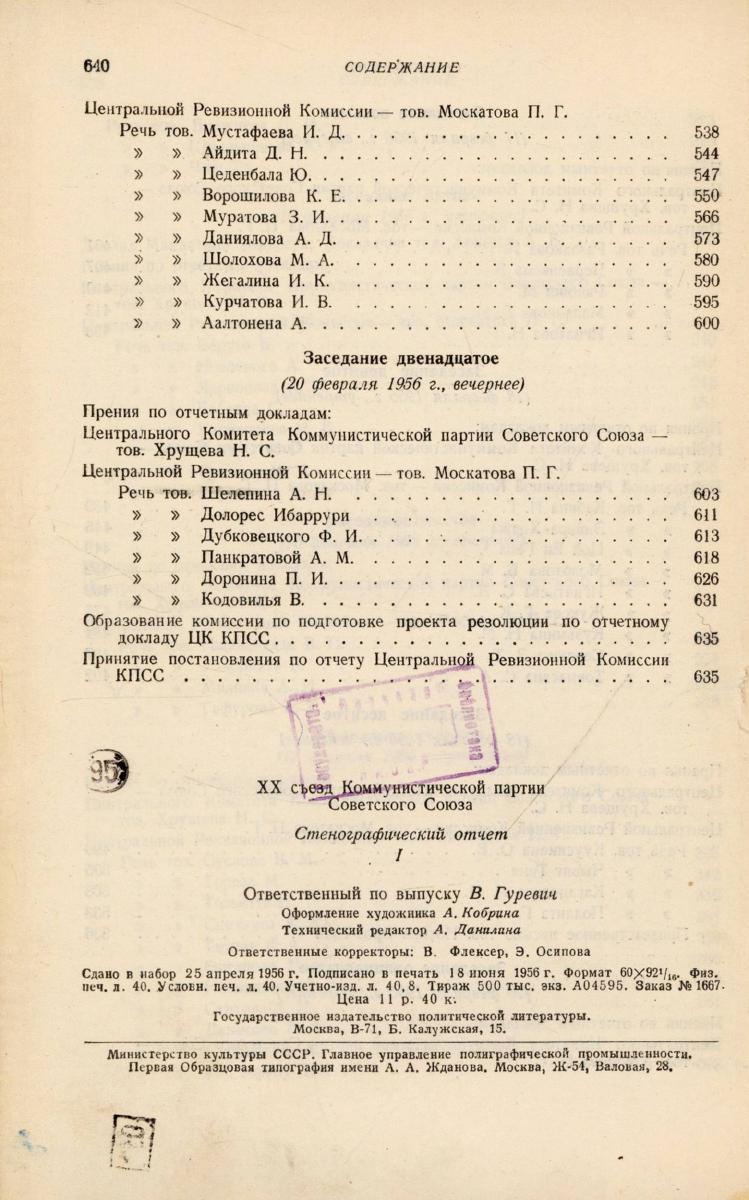 640 СОДЕРЖАНИЕ
Центральной Ревизионной Комиссии — тов. Москатова П. Г.
Речь тов. Мустафаева И. Д. . . . . . . . . . . . . . . . 538
» » Айдита Д. Н. . . . . . . . . . . . . . . . . 544
» » Цеденбала Ю. . . . . . . . . . . . . . . . . 547
» » Ворошилова К. Е. . . . . . . . . . . . . . . . 550
» » Муратова З. И. . . . . . . . . . . . . . . . . 566
» » Даниялова А. Д. . . . . . . . . . . . . . . . 573
» » Шолохова М. А. . . . . . . . . . . . . . . . 580
» » Жегалина И. К. . . . . . . . . . . . . . . . 590
» » Курчатова И. В. . . . . . . . . . . . . . . . 595
» » Аалтонена А. . . . . . . . . . . . . . . . . 600
Заседание двенадцатое
(20 февраля 1956 г., вечернее)
Прения по отчетным докладам:
Центрального Комитета Коммунистической партии Советского Союза —
тов. Хрущева Н. С.
Центральной Ревизионной Комиссии — тов. Москатова П. Г.
Речь тов. Шелепина А. Н. . . . . . . . . . . . . . . . 603
» » Долорес Ибаррури . . . . . . . . . . . . . . 611
» » Дубковецкого Ф. И. . . . . . . . . . . . . . . 613
» » Панкратовой А. М. . . . . . . . . . . . . . . 618
» » Доронина П. И. . . . . . . . . . . . . . . . 626
» » Кодовилья В. . . . . . . . . . . . . . . . . 631
Образование комиссии по подготовке проекта резолюции по отчетному
докладу ЦК КПСС . . . . . . . . . . . . . . . . . . 635
Принятие постановления по отчету Центральной Ревизионной Комиссии
КПСС . . . . . . . . . . . . . . . . . . . . . . . 635
библиотека
95
XX съезд Коммунистической партии
Советского Союза
Стенографический отчет
I
Ответственный по выпуску В. Гуревич
Оформление художника А. Кобрина
Технический редактор А. Данилина
Ответственные корректоры: В. Флексер, Э. Осипова
Сдано в набор 25 апреля 1956 г. Подписано в печать 18 июня 1956 г. Формат 60×92¹/₁₆. Физ.
печ. л. 40. Условн. печ. л. 40. Учетно-изд. л. 40,8. Тираж 500 тыс. экз. А04595. Заказ № 1667.
Цена 11 р. 40 к.
Государственное издательство политической литературы.
Москва, В-71, Б. Калужская, 15.
Министерство культуры СССР. Главное управление полиграфической промышленности.
Первая Образцовая типография имени А. А. Жданова. Москва, Ж-54, Валовая, 28.